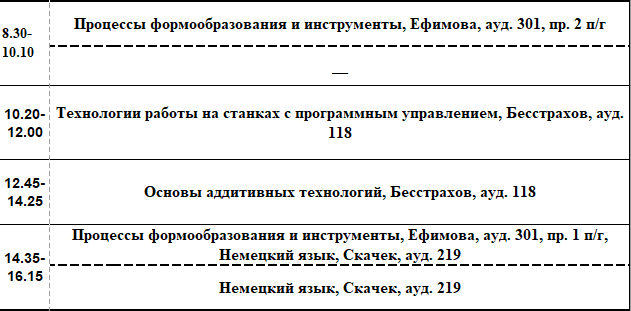 8.30-
10.10
Процессы формообразования и инструменты, Ефимова, ауд. 301, пр. 2 п/г
—
10.20-
12.00
Технологии работы на станках с программным управлением, Бесстрахов, ауд.
118
12.45-
14.25
Основы аддитивных технологий, Бесстрахов, ауд. 118
14.35-
16.15
Процессы формообразования и инструменты, Ефимова, ауд. 301, пр. 1 п/г,
Немецкий язык, Скачек, ауд. 219
Немецкий язык, Скачек, ауд. 219